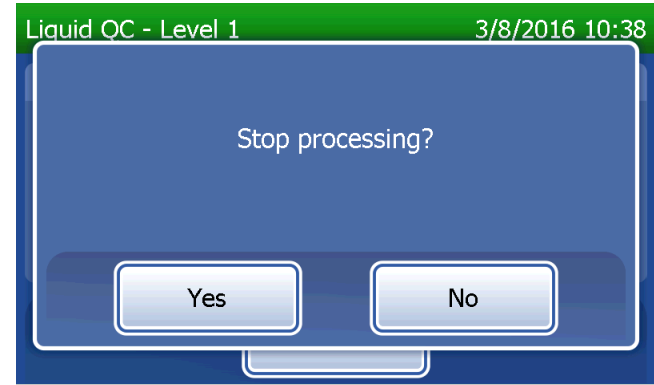 Liquid QC - Level 1 3/8/2016 10:38
Stop processing?
Yes No